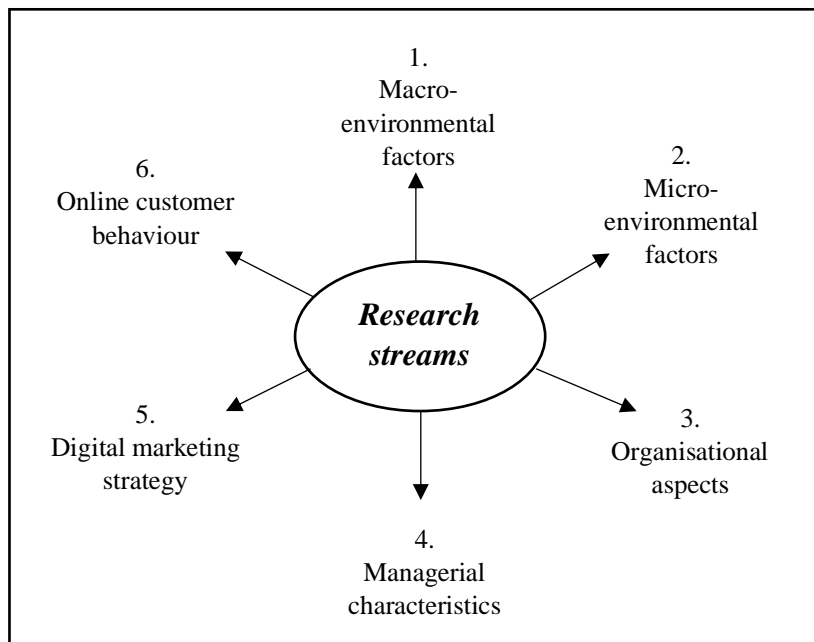 1.
Macro-
environmental
factors
2.
Micro-
environmental
factors
3.
Organisational
aspects
4.
Managerial
characteristics
5.
Digital marketing
strategy
6.
Online customer
behaviour
Research
streams